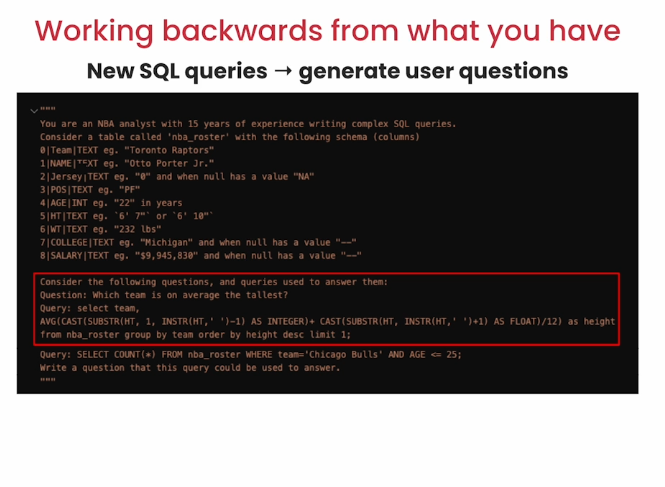 Working backwards from what you have
New SQL queries → generate user questions
"""
You are an NBA analyst with 15 years of experience writing complex SQL queries.
Consider a table called 'nba_roster' with the following schema (columns)
0|Team|TEXT eg. "Toronto Raptors"
1|NAME|TEXT eg. "Otto Porter Jr."
2|Jersey|TEXT eg. "0" and when null has a value "NA"
3|POS|TEXT eg. "PF"
4|AGE|INT eg. "22" in years
5|HT|TEXT eg. `6' 7"` or `6' 10"`
6|WT|TEXT eg. "232 lbs"
7|COLLEGE|TEXT eg. "Michigan" and when null has a value "--"
8|SALARY|TEXT eg. "$9,945,830" and when null has a value "--"
Consider the following questions, and queries used to answer them:
Question: Which team is on average the tallest?
Query: select team,
AVG(CAST(SUBSTR(HT, 1, INSTR(HT,' ')-1) AS INTEGER)+ CAST(SUBSTR(HT, INSTR(HT,' ')+1) AS FLOAT)/12) as height
from nba_roster group by team order by height desc limit 1;
Query: SELECT COUNT(*) FROM nba_roster WHERE team='Chicago Bulls' AND AGE <= 25;
Write a question that this query could be used to answer.
"""